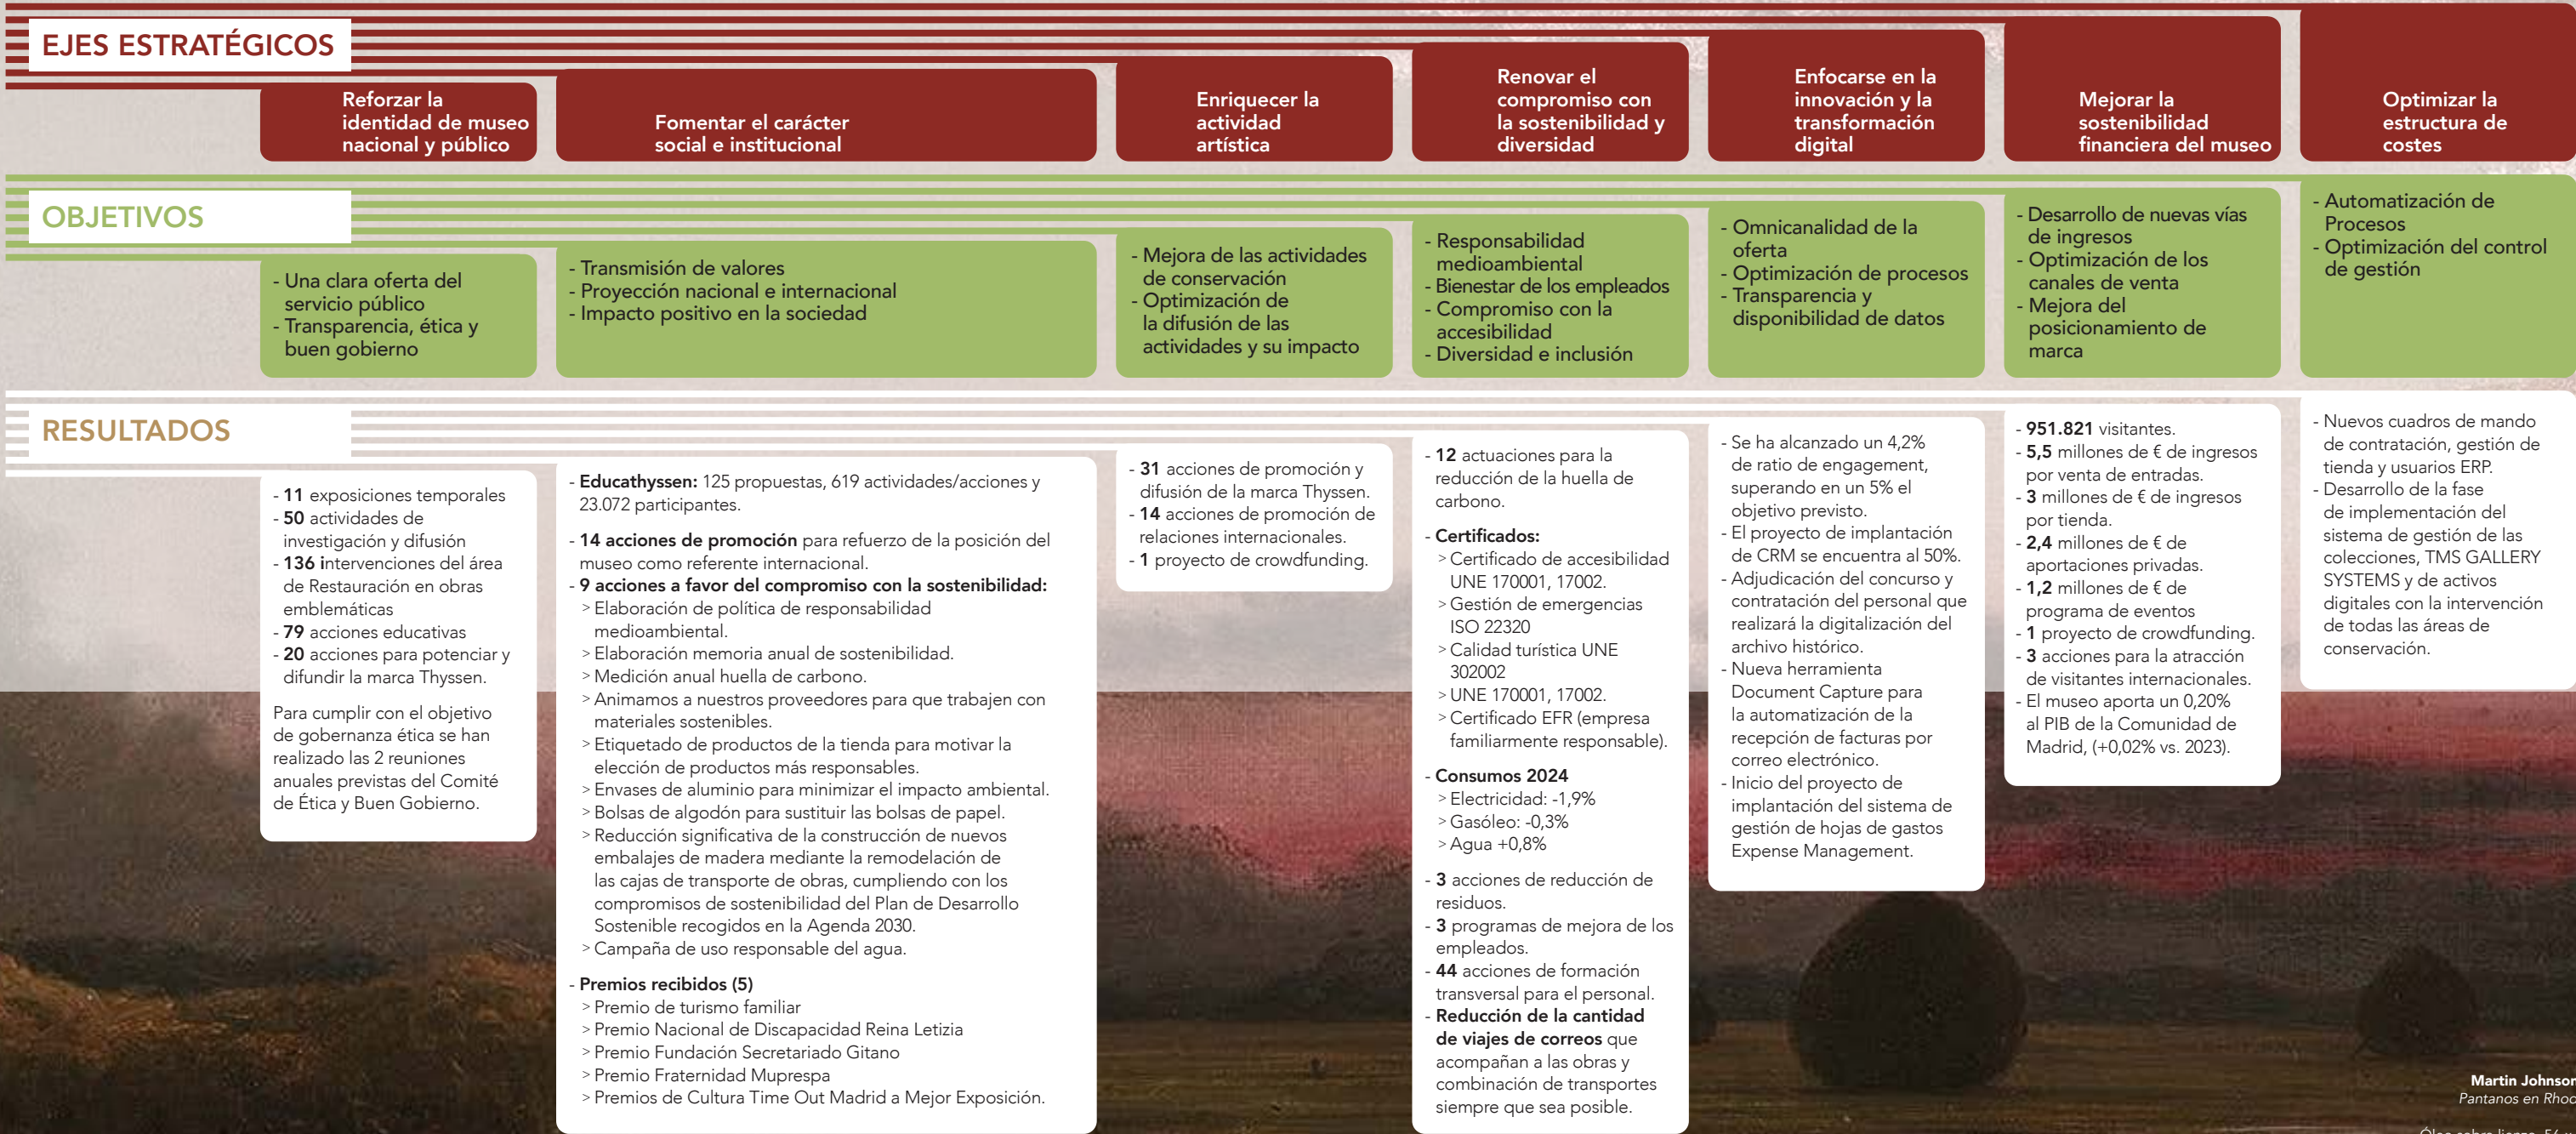 EJES ESTRATÉGICOS
Reforzar la
identidad de museo
nacional y público
Fomentar el carácter
social e institucional
Enriquecer la
actividad
artística
Renovar el
compromiso con
la sostenibilidad y
diversidad
Enfocarse en la
innovación y la
transformación
digital
Mejorar la
sostenibilidad
financiera del museo
Optimizar la
estructura de
costes
OBJETIVOS
- Una clara oferta del
servicio público
- Transparencia, ética y
buen gobierno
- Transmisión de valores
- Proyección nacional e internacional
- Impacto positivo en la sociedad
- Mejora de las actividades
de conservación
- Optimización de
la difusión de las
actividades y su impacto
- Responsabilidad
medioambiental
- Bienestar de los empleados
- Compromiso con la
accesibilidad
- Diversidad e inclusión
- Omnicanalidad de la
oferta
- Optimización de procesos
- Transparencia y
disponibilidad de datos
- Desarrollo de nuevas vías
de ingresos
- Optimización de los
canales de venta
- Mejora del
posicionamiento de
marca
- Automatización de
Procesos
- Optimización del control
de gestión
RESULTADOS
- 11 exposiciones temporales
- 50 actividades de
investigación y difusión
- 136 intervenciones del área
de Restauración en obras
emblemáticas
- 79 acciones educativas
- 20 acciones para potenciar y
difundir la marca Thyssen.
Para cumplir con el objetivo
de gobernanza ética se han
realizado las 2 reuniones
anuales previstas del Comité
de Ética y Buen Gobierno.
- Educathyssen: 125 propuestas, 619 actividades/acciones y
23.072 participantes.
- 14 acciones de promoción para refuerzo de la posición del
museo como referente internacional.
- 9 acciones a favor del compromiso con la sostenibilidad:
> Elaboración de política de responsabilidad
medioambiental.
> Elaboración memoria anual de sostenibilidad.
> Medición anual huella de carbono.
> Animamos a nuestros proveedores para que trabajen con
materiales sostenibles.
> Etiquetado de productos de la tienda para motivar la
elección de productos más responsables.
> Envases de aluminio para minimizar el impacto ambiental.
> Bolsas de algodón para sustituir las bolsas de papel.
> Reducción significativa de la construcción de nuevos
embalajes de madera mediante la remodelación de
las cajas de transporte de obras, cumpliendo con los
compromisos de sostenibilidad del Plan de Desarrollo
Sostenible recogidos en la Agenda 2030.
> Campaña de uso responsable del agua.
- Premios recibidos (5)
> Premio de turismo familiar
> Premio Nacional de Discapacidad Reina Letizia
> Premio Fundación Secretariado Gitano
> Premio Fraternidad Muprespa
> Premios de Cultura Time Out Madrid a Mejor Exposición.
- 31 acciones de promoción y
difusión de la marca Thyssen.
- 14 acciones de promoción de
relaciones internacionales.
- 1 proyecto de crowdfunding.
- 12 actuaciones para la
reducción de la huella de
carbono.
- Certificados:
> Certificado de accesibilidad
UNE 170001, 17002.
> Gestión de emergencias
ISO 22320
> Calidad turística UNE
302002
> UNE 170001, 17002.
> Certificado EFR (empresa
familiarmente responsable).
- Consumos 2024
> Electricidad: -1,9%
> Gasóleo: -0,3%
> Agua +0,8%
- 3 acciones de reducción de
residuos.
- 3 programas de mejora de los
empleados.
- 44 acciones de formación
transversal para el personal.
- Reducción de la cantidad
de viajes de correos que
acompañan a las obras y
combinación de transportes
siempre que sea posible.
- Se ha alcanzado un 4,2%
de ratio de engagement,
superando en un 5% el
objetivo previsto.
- El proyecto de implantación
de CRM se encuentra al 50%.
- Adjudicación del concurso y
contratación del personal que
realizará la digitalización del
archivo histórico.
- Nueva herramienta
Document Capture para
la automatización de la
recepción de facturas por
correo electrónico.
- Inicio del proyecto de
implantación del sistema de
gestión de hojas de gastos
Expense Management.
- 951.821 visitantes.
- 5,5 millones de € de ingresos
por venta de entradas.
- 3 millones de € de ingresos
por tienda.
- 2,4 millones de € de
aportaciones privadas.
- 1,2 millones de € de
programa de eventos
- 1 proyecto de crowdfunding.
- 3 acciones para la atracción
de visitantes internacionales.
- El museo aporta un 0,20%
al PIB de la Comunidad de
Madrid, (+0,02% vs. 2023).
- Nuevos cuadros de mando
de contratación, gestión de
tienda y usuarios ERP.
- Desarrollo de la fase
de implementación del
sistema de gestión de las
colecciones, TMS GALLERY
SYSTEMS y de activos
digitales con la intervención
de todas las áreas de
conservación.
Martin Johnson
Pantanos en Rhod